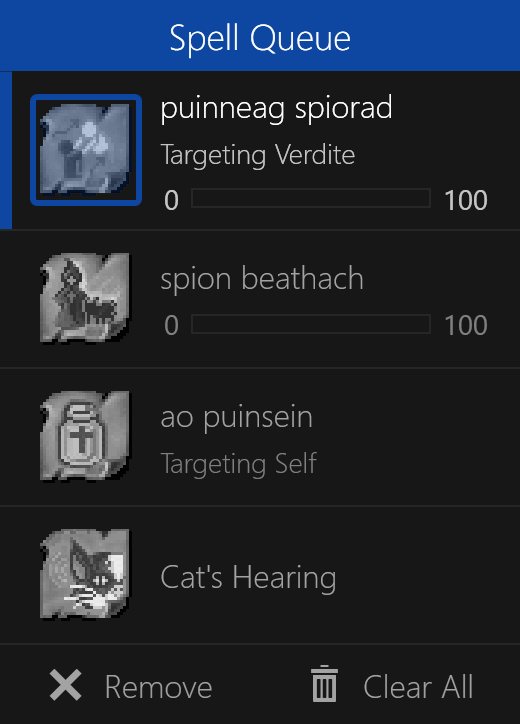 Spell Queue
puinneag spiorad
Targeting Verdite
0 100
spion beathach
0 100
ao puinsein
Targeting Self
Cat's Hearing
Remove Clear All